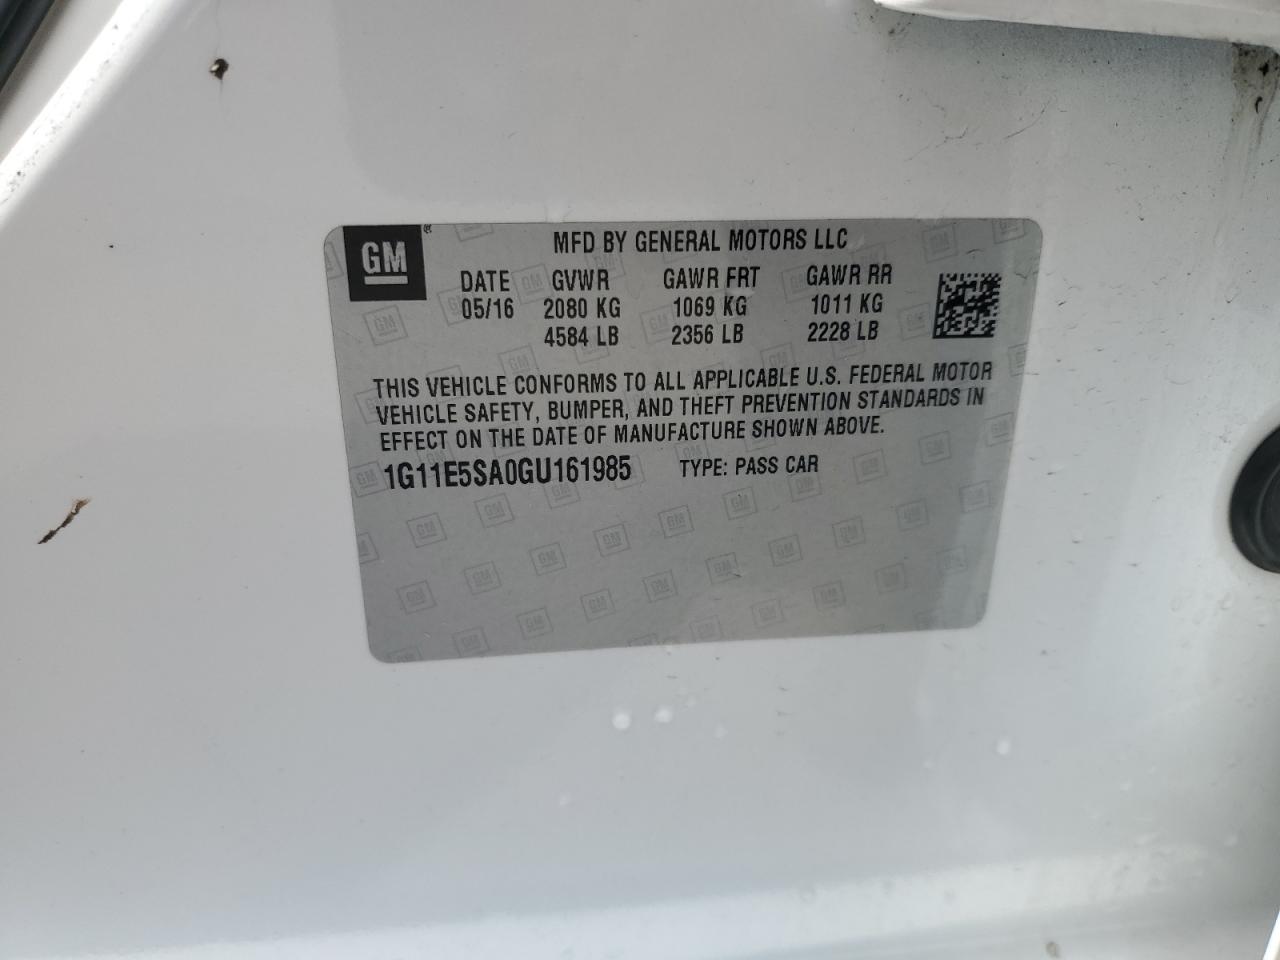 GM ®
MFD BY GENERAL MOTORS LLC
DATE GVWR GAWR FRT GAWR RR
05/16 2080 KG 1069 KG 1011 KG
4584 LB 2356 LB 2228 LB
THIS VEHICLE CONFORMS TO ALL APPLICABLE U.S. FEDERAL MOTOR
VEHICLE SAFETY, BUMPER, AND THEFT PREVENTION STANDARDS IN
EFFECT ON THE DATE OF MANUFACTURE SHOWN ABOVE.
1G11E5SA0GU161985 TYPE: PASS CAR